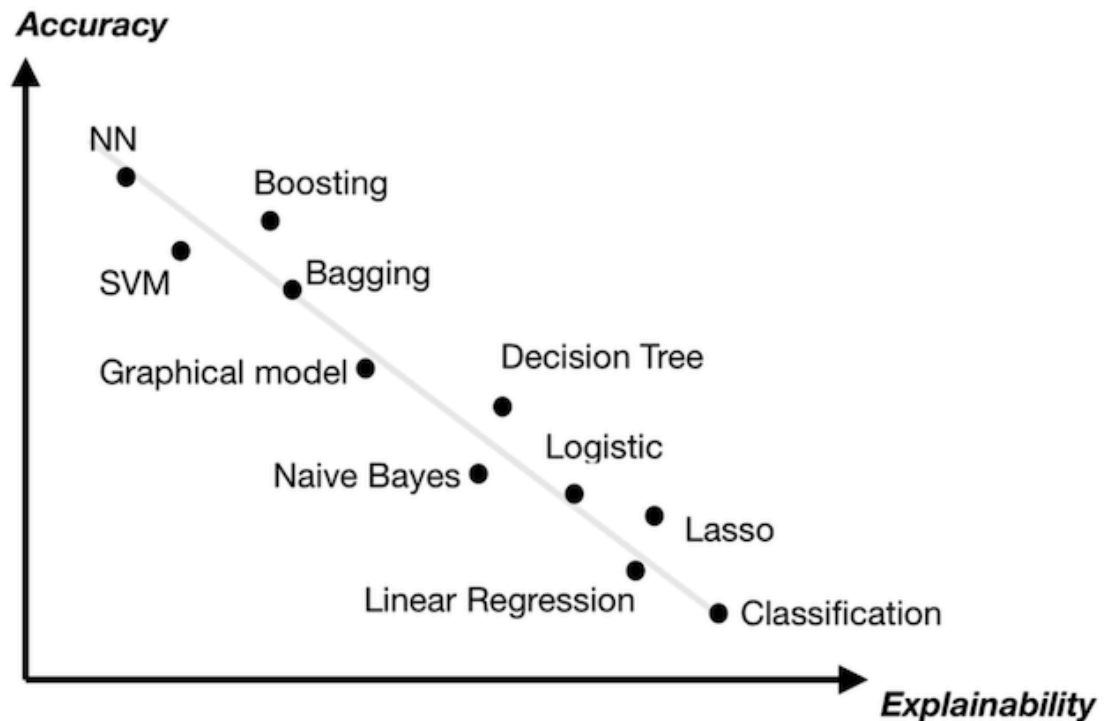 Accuracy
NN
Boosting
SVM
Bagging
Graphical model
Decision Tree
Logistic
Naive Bayes
Lasso
Linear Regression
Classification
Explainability